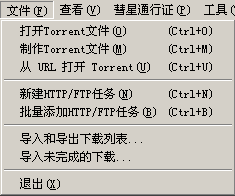 文件(F) 查看(V) 彗星通行证(P) 工具(
打开Torrent文件(O) (Ctrl+O)
制作Torrent文件(M) (Ctrl+M)
从 URL 打开 Torrent(U) (Ctrl+U)
新建HTTP/FTP任务(N) (Ctrl+N)
批量添加HTTP/FTP任务(B) (Ctrl+B)
导入和导出下载列表...
导入未完成的下载...
退出(X)